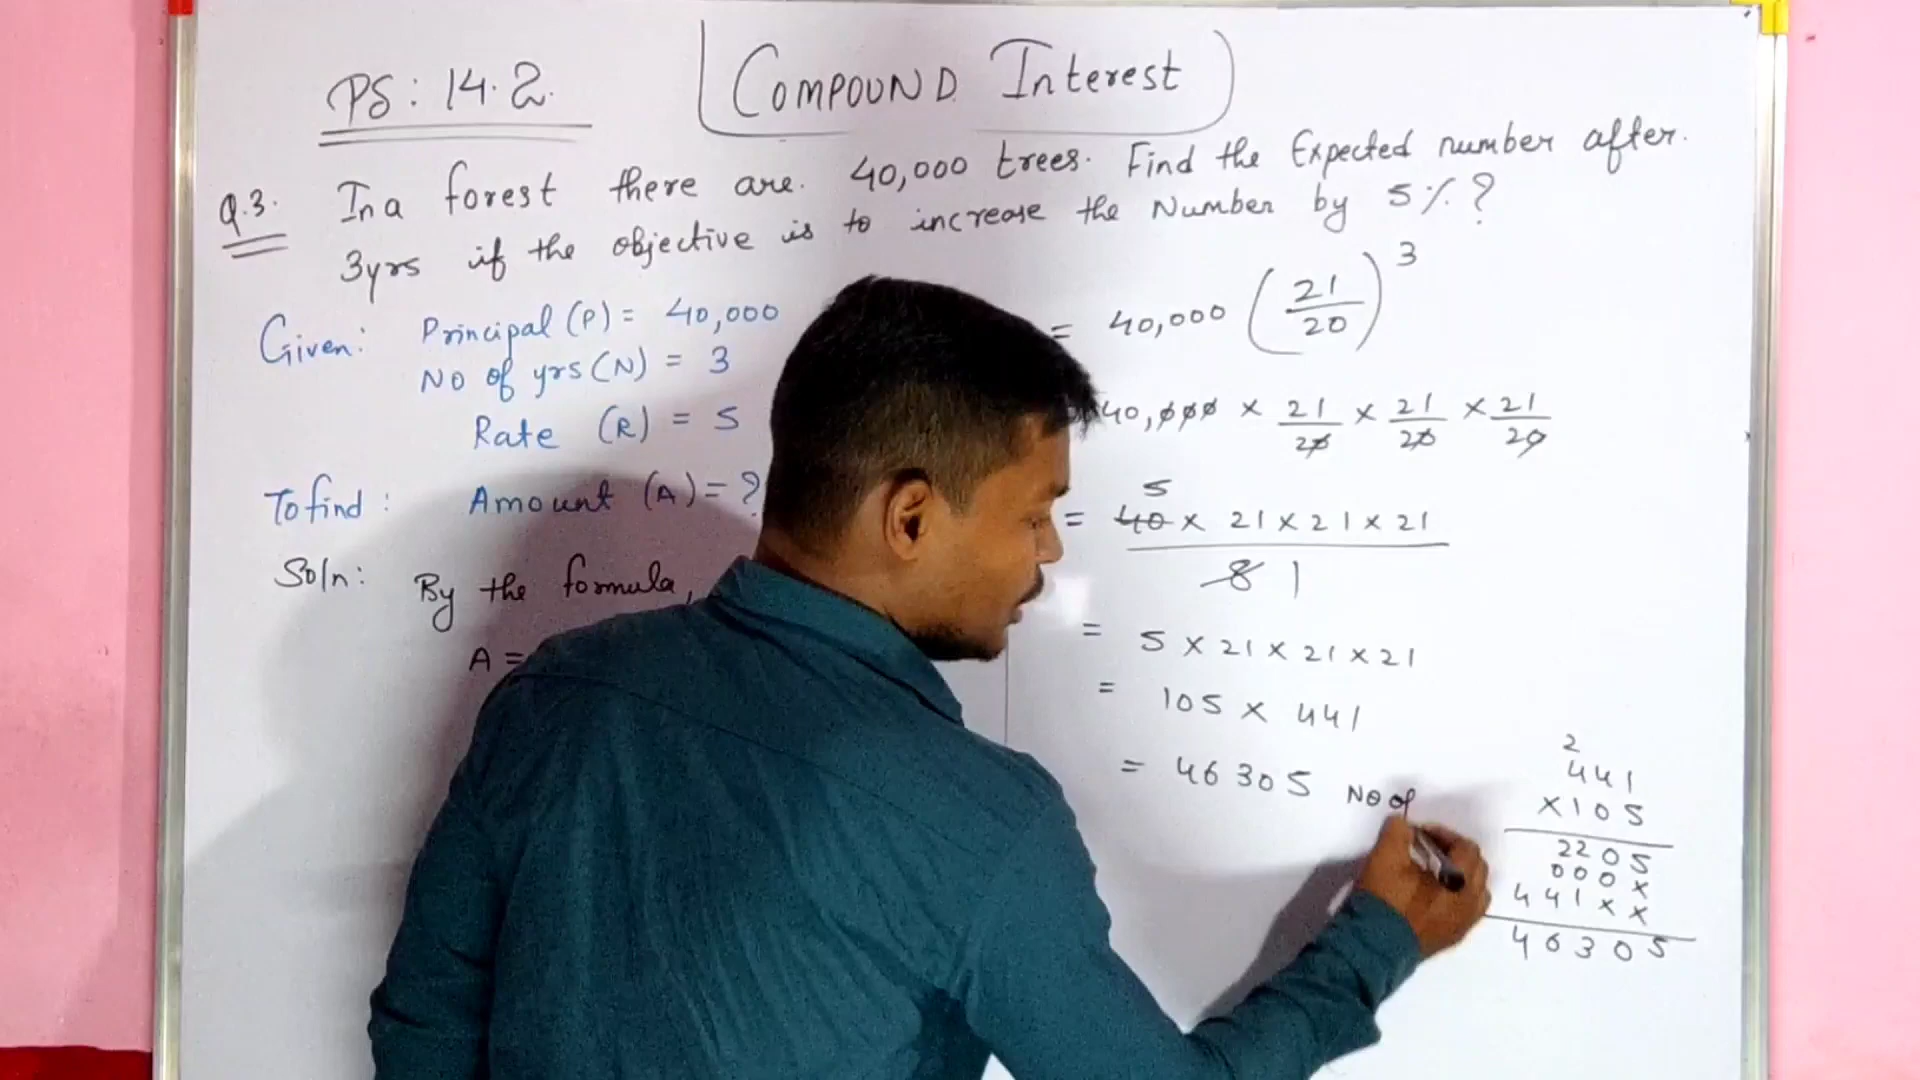 PS: 14.2
COMPOUND Interest
Q.3. In a forest there are 40,000 trees. Find the Expected number after.
3yrs if the objective is to increase the Number by 5%?
Given: Principal (P) = 40,000
No of yrs (N) = 3
Rate (R) = 5
To find: Amount (A) = ?
Soln: By the formula,
A =
= 40,000 (21/20)^3
40,000 × 21/20 × 21/20 × 21/20
5
= 40 × 21 × 21 × 21
8 1
= 5 × 21 × 21 × 21
= 105 × 441
= 46305 No of
2
441
×105
2205
000×
441××
46305